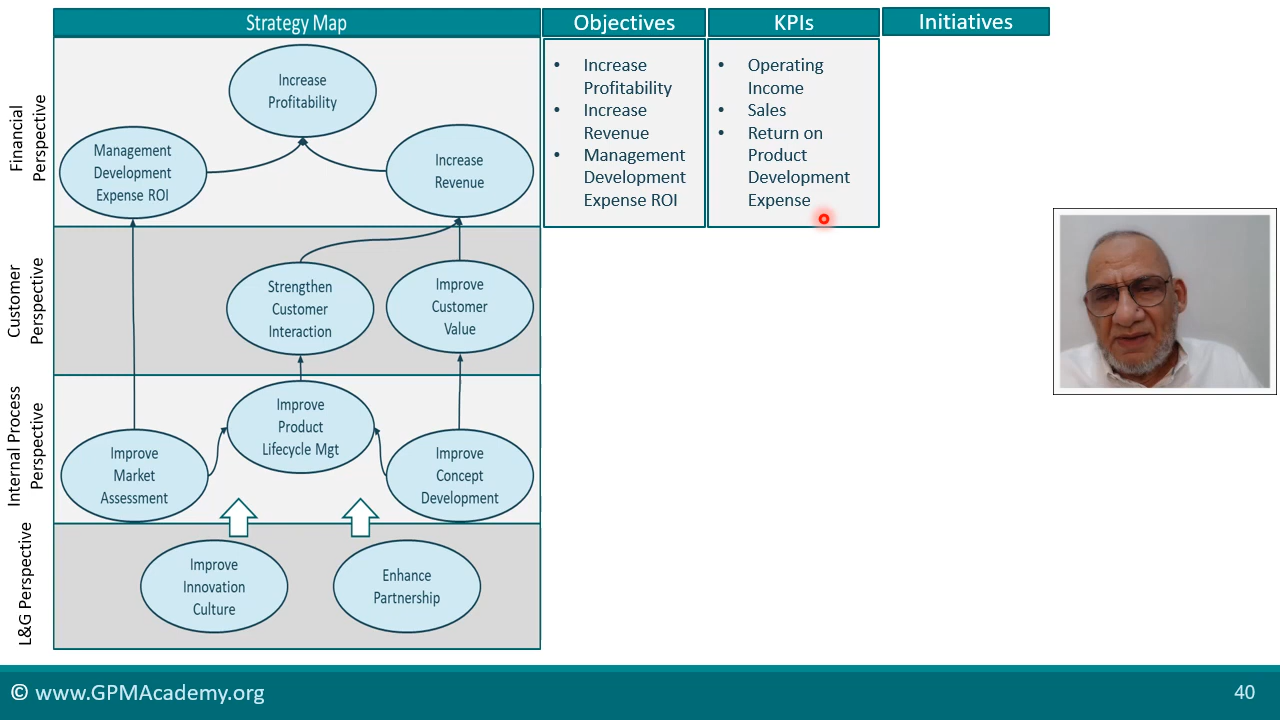 Strategy Map
Objectives
KPIs
Initiatives
Financial
Perspective
Increase
Profitability
Management
Development
Expense ROI
Increase
Revenue
• Increase
Profitability
• Increase
Revenue
• Management
Development
Expense ROI
• Operating
Income
• Sales
• Return on
Product
Development
Expense
Customer
Perspective
Strengthen
Customer
Interaction
Improve
Customer
Value
Internal Process
Perspective
Improve
Market
Assessment
Improve
Product
Lifecycle Mgt
Improve
Concept
Development
L&G Perspective
Improve
Innovation
Culture
Enhance
Partnership
© www.GPMAcademy.org
40